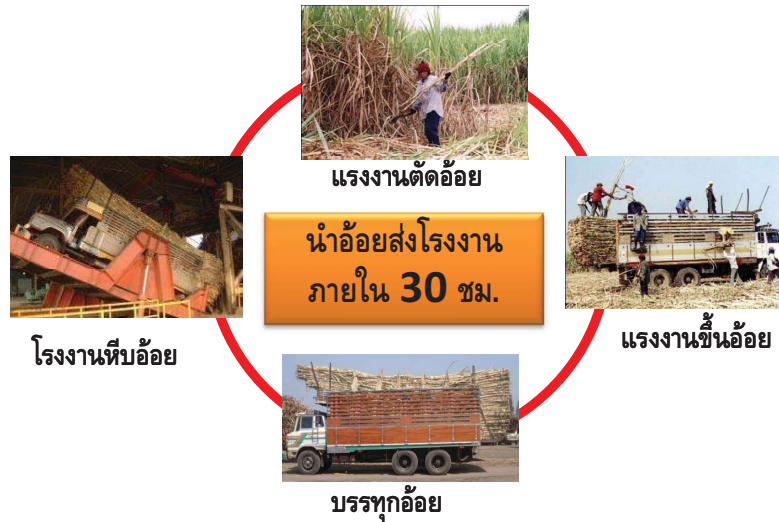 แรงงานตัดอ้อย
นำอ้อยส่งโรงงาน
ภายใน 30 ชม.
แรงงานขึ้นอ้อย
โรงงานหีบอ้อย
บรรทุกอ้อย